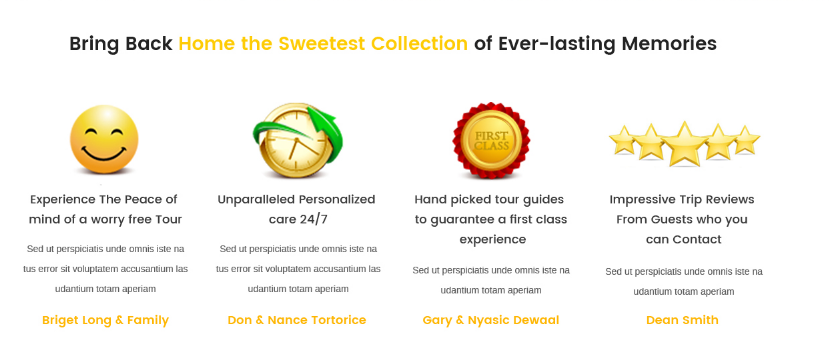 Bring Back Home the Sweetest Collection of Ever-lasting Memories
FIRST
CLASS
Experience The Peace of
mind of a worry free Tour
Sed ut perspiciatis unde omnis iste na
tus error sit voluptatem accusantium las
udantium totam aperiam
Briget Long & Family
Unparalleled Personalized
care 24/7
Sed ut perspiciatis unde omnis iste na
tus error sit voluptatem accusantium las
udantium totam aperiam
Don & Nance Tortorice
Hand picked tour guides
to guarantee a first class
experience
Sed ut perspiciatis unde omnis iste na
udantium totam aperiam
Gary & Nyasic Dewaal
Impressive Trip Reviews
From Guests who you
can Contact
Sed ut perspiciatis unde omnis iste na
udantium totam aperiam
Dean Smith